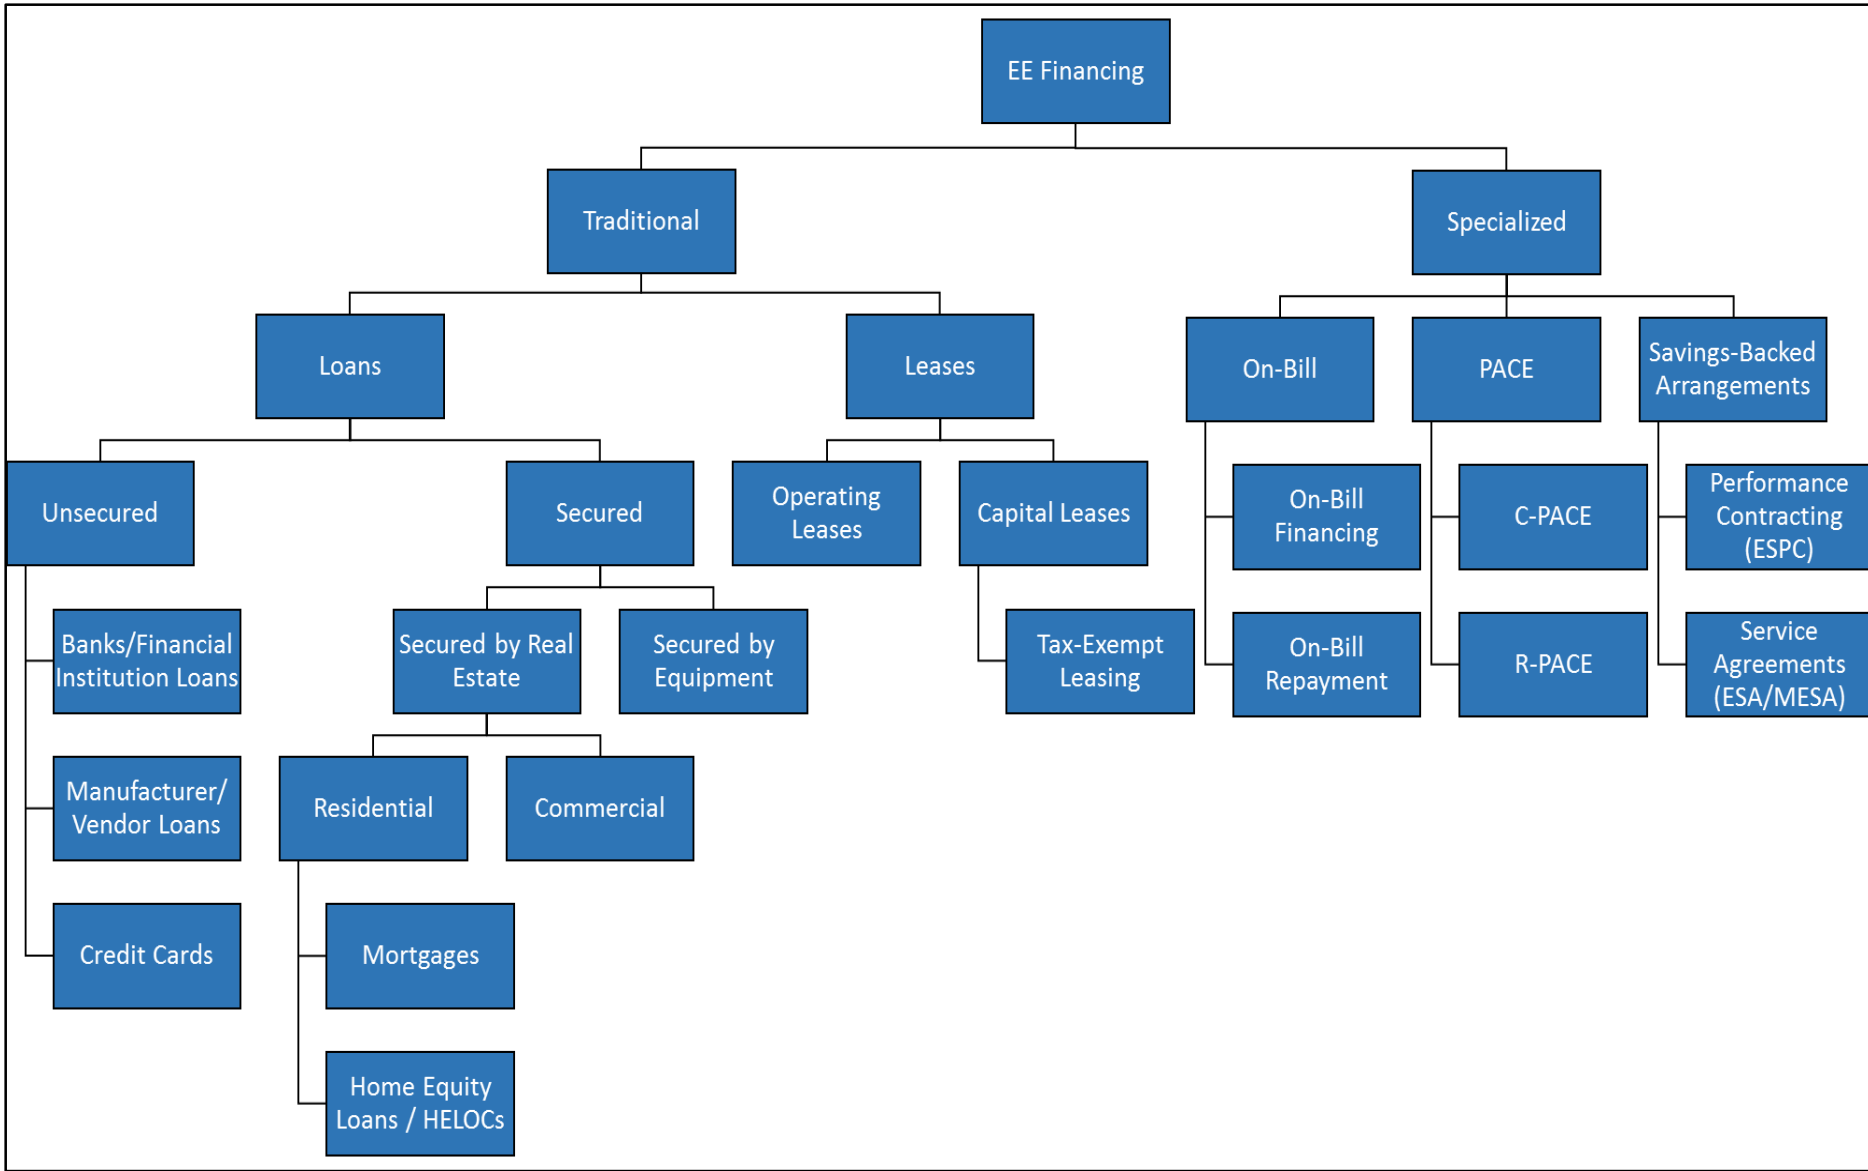 EE Financing
Traditional
Specialized
Loans
Leases
On-Bill
PACE
Savings-Backed
Arrangements
Unsecured
Secured
Operating
Leases
Capital Leases
On-Bill
Financing
C-PACE
Performance
Contracting
(ESPC)
Banks/Financial
Institution Loans
Secured by Real
Estate
Secured by
Equipment
Tax-Exempt
Leasing
On-Bill
Repayment
R-PACE
Service
Agreements
(ESA/MESA)
Manufacturer/
Vendor Loans
Residential
Commercial
Credit Cards
Mortgages
Home Equity
Loans / HELOCs